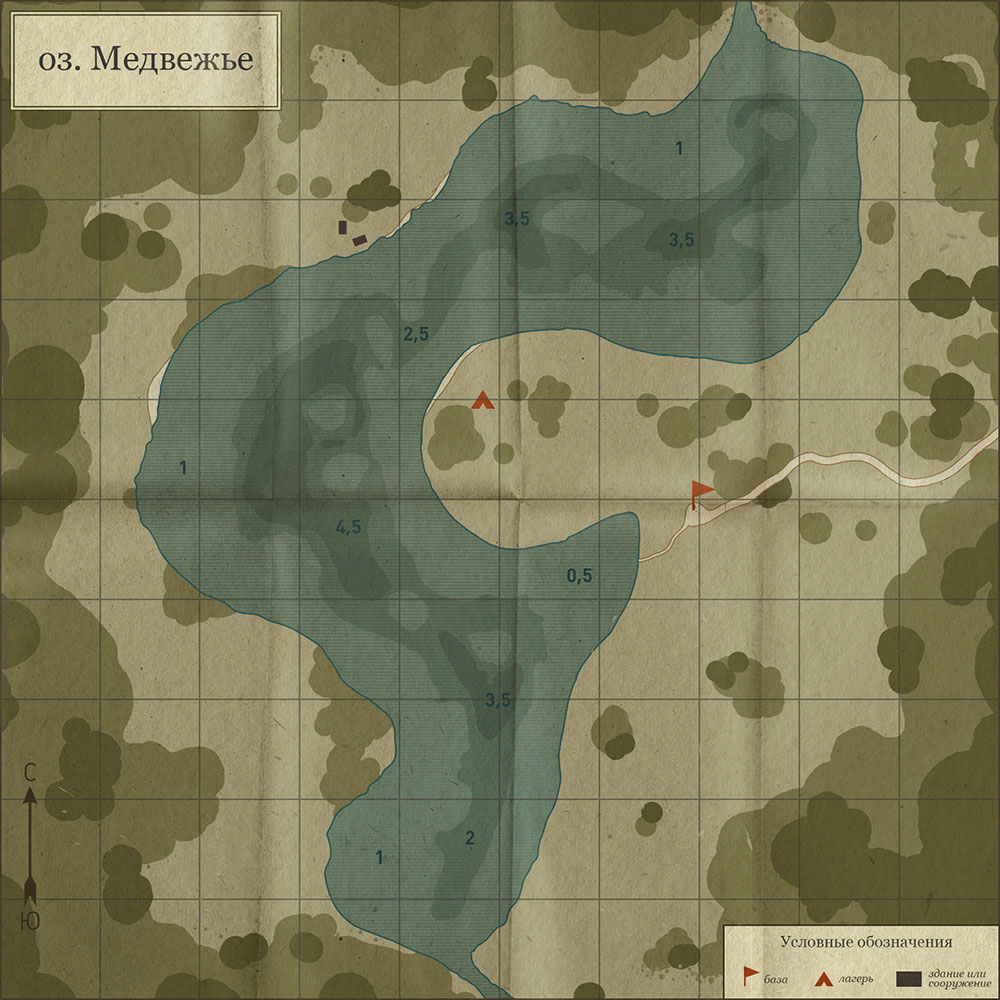 оз. Медвежье
1
3,5
3,5
2,5
1
4,5
0,5
3,5
С
2
1
Ю
Условные обозначения
база
лагерь
здание или
сооружение